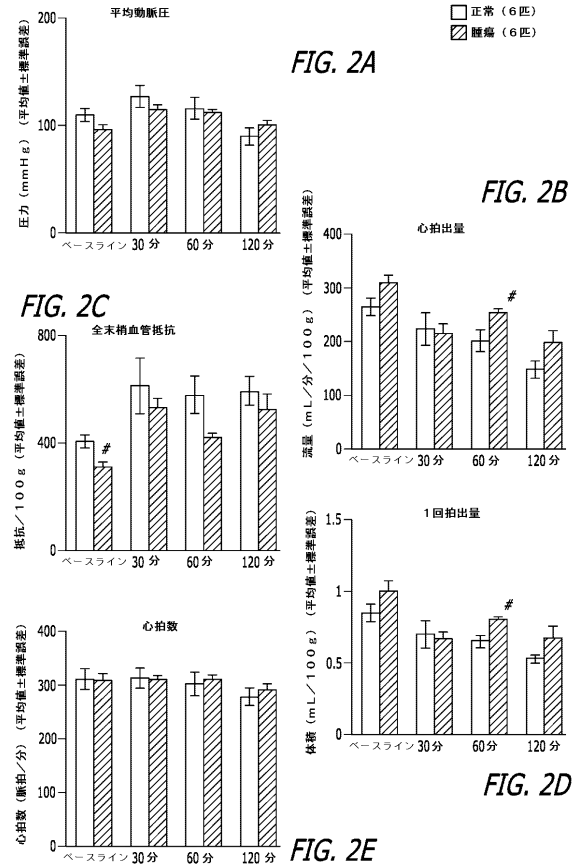 正常（６匹）
腫瘍（６匹）
FIG. 2A
平均動脈圧
圧力（ｍｍＨｇ）（平均値±標準誤差）
200
100
0
ベースライン 30分 60分 120分
FIG. 2B
心拍出量
流量（ｍＬ／分／１００ｇ）（平均値±標準誤差）
400
300
200
100
0
#
ベースライン 30分 60分 120分
FIG. 2C
全末梢血管抵抗
抵抗／１００ｇ（平均値±標準誤差）
800
400
0
#
ベースライン 30分 60分 120分
１回拍出量
体積（ｍＬ／１００ｇ）（平均値±標準誤差）
1.5
1
0.5
0
#
ベースライン 30分 60分 120分
FIG. 2D
心拍数
心拍数（脈拍／分）（平均値±標準誤差）
400
300
200
100
0
ベースライン 30分 60分 120分
FIG. 2E